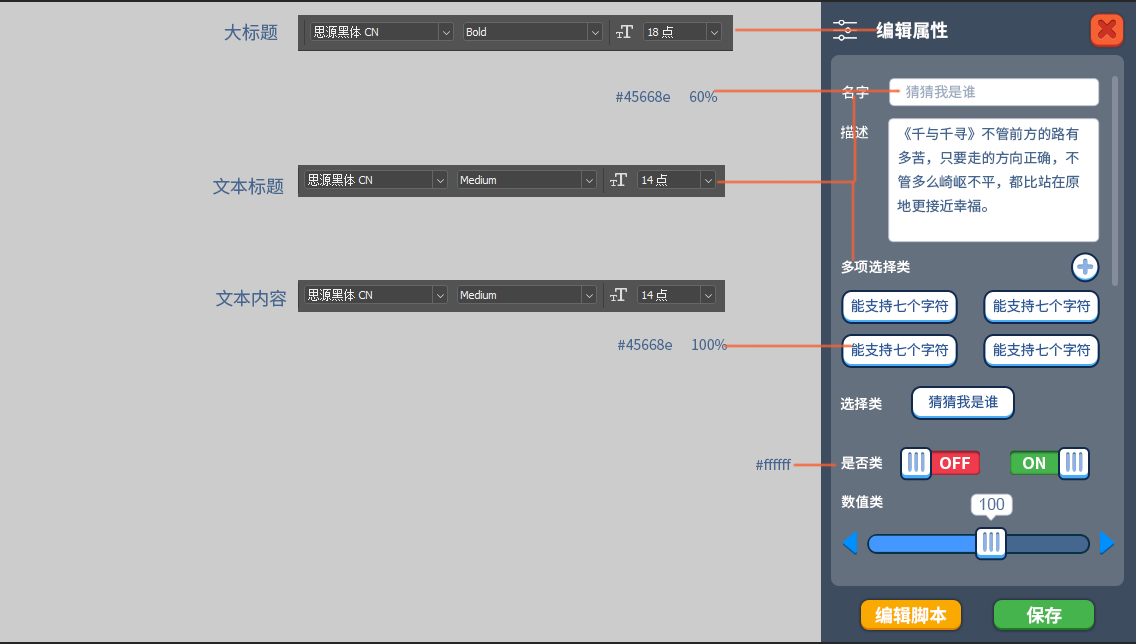 大标题
思源黑体 CN
Bold
18 点
#45668e
60%
文本标题
思源黑体 CN
Medium
14 点
文本内容
思源黑体 CN
Medium
14 点
#45668e
100%
#ffffff
编辑属性
名字
猜猜我是谁
描述
《千与千寻》不管前方的路有
多苦，只要走的方向正确，不
管多么崎岖不平，都比站在原
地更接近幸福。
多项选择类
能支持七个字符
能支持七个字符
能支持七个字符
能支持七个字符
选择类
猜猜我是谁
是否类
OFF
ON
数值类
100
编辑脚本
保存